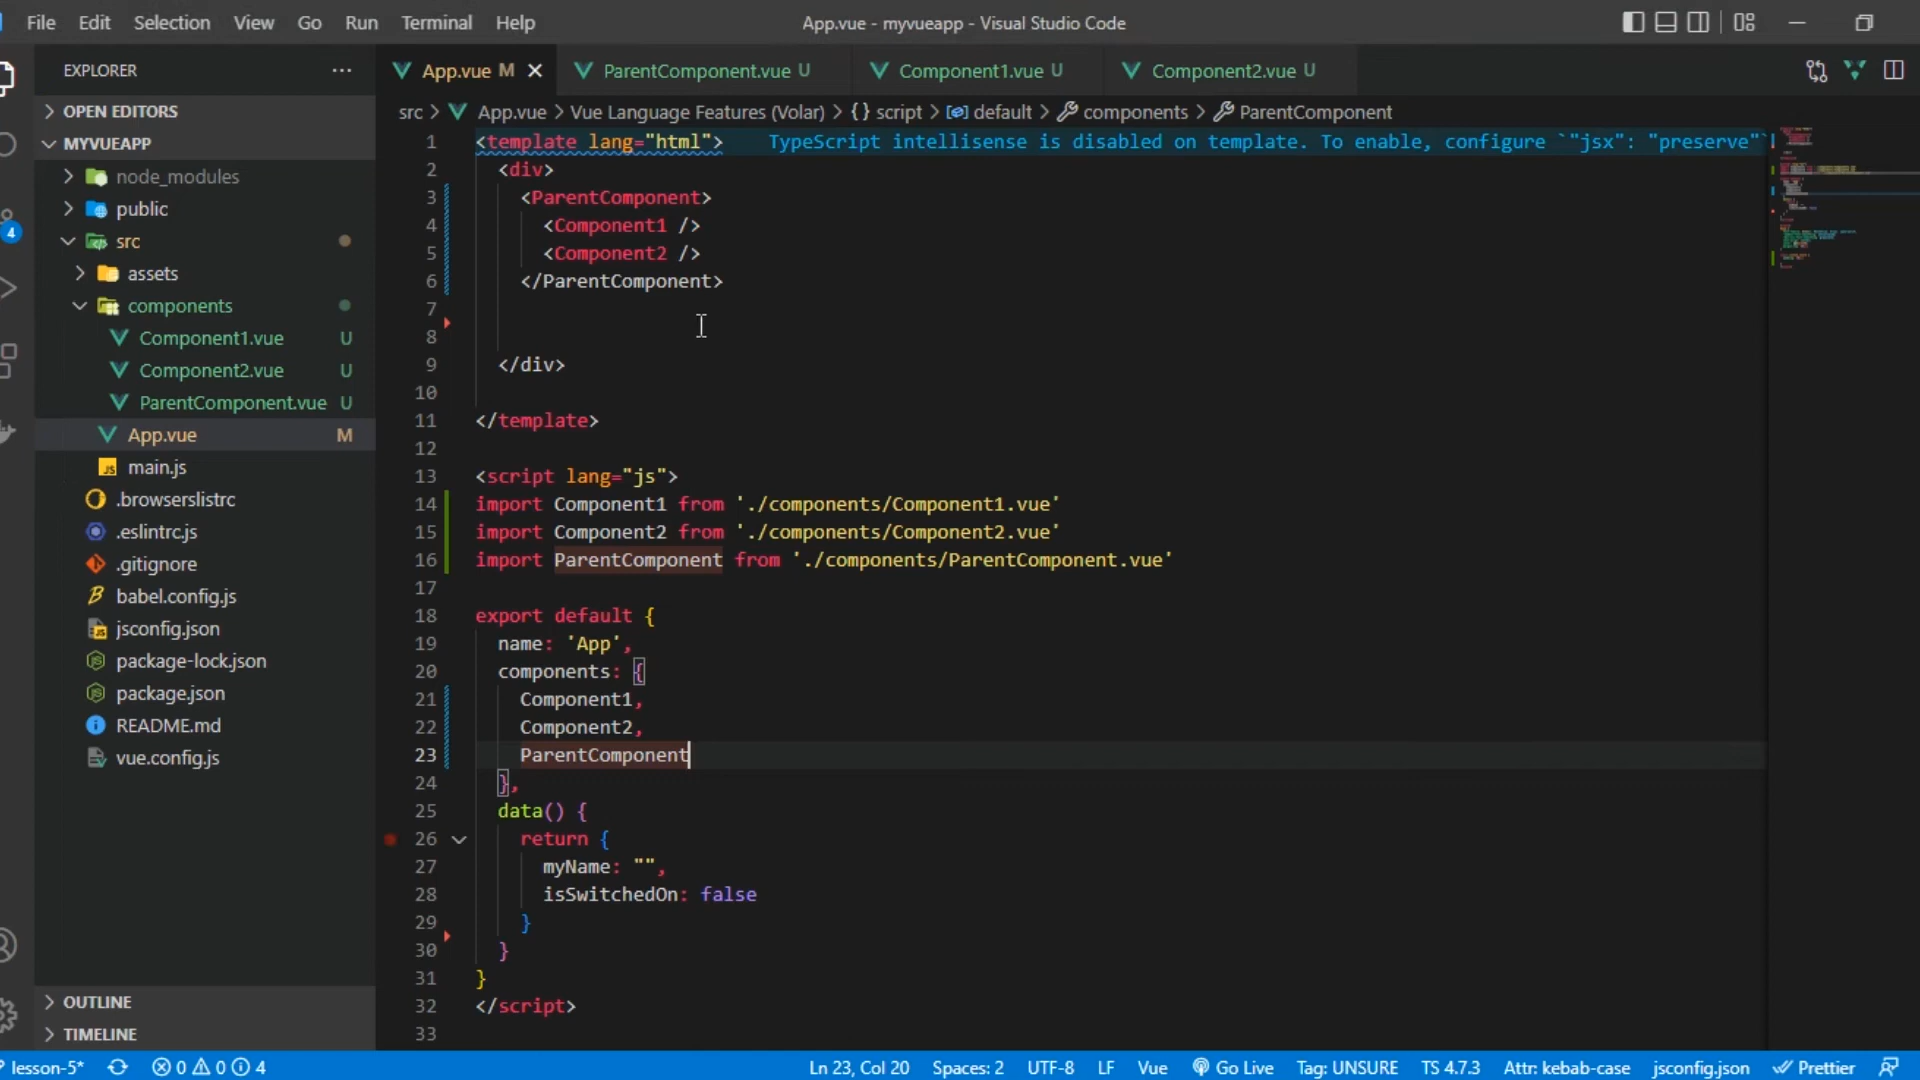 File Edit Selection View Go Run Terminal Help
App.vue - myvueapp - Visual Studio Code
EXPLORER
OPEN EDITORS
MYVUEAPP
node_modules
public
src
assets
components
Component1.vue U
Component2.vue U
ParentComponent.vue U
App.vue M
main.js
.browserslistrc
.eslintrc.js
.gitignore
babel.config.js
jsconfig.json
package-lock.json
package.json
README.md
vue.config.js
OUTLINE
TIMELINE
4
App.vue M ParentComponent.vue U Component1.vue U Component2.vue U
src > App.vue > Vue Language Features (Volar) > {} script > default > components > ParentComponent
1 <template lang="html"> TypeScript intellisense is disabled on template. To enable, configure `"jsx": "preserve"`
2 <div>
3 <ParentComponent>
4 <Component1 />
5 <Component2 />
6 </ParentComponent>
7
8
9 </div>
10
11 </template>
12
13 <script lang="js">
14 import Component1 from './components/Component1.vue'
15 import Component2 from './components/Component2.vue'
16 import ParentComponent from './components/ParentComponent.vue'
17
18 export default {
19 name: 'App',
20 components: {
21 Component1,
22 Component2,
23 ParentComponent
24 },
25 data() {
26 return {
27 myName: "",
28 isSwitchedOn: false
29 }
30 }
31 }
32 </script>
33
lesson-5* 0 0 4 Ln 23, Col 20 Spaces: 2 UTF-8 LF Vue Go Live Tag: UNSURE TS 4.7.3 Attr: kebab-case jsconfig.json Prettier